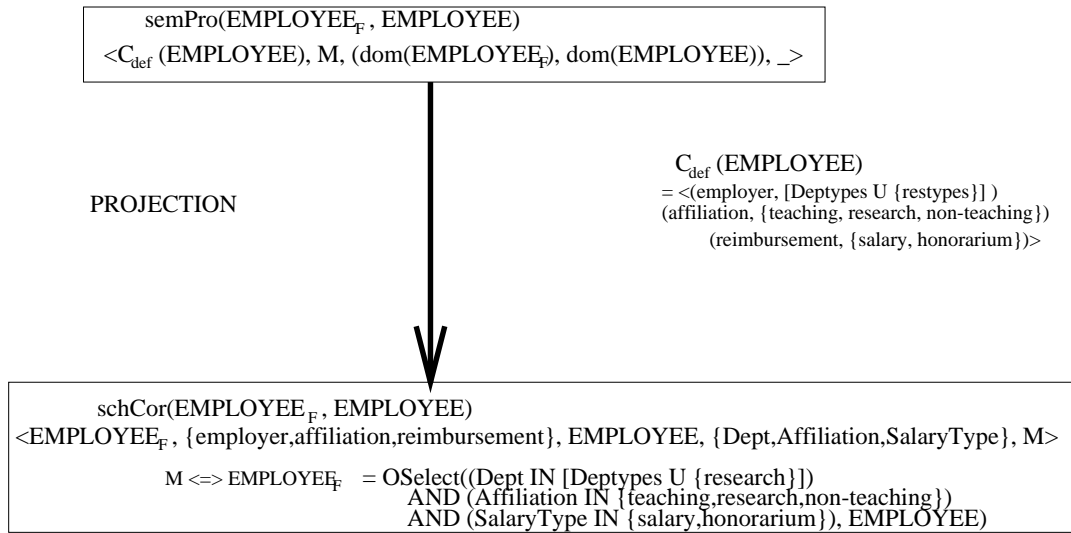 semPro(EMPLOYEE_F, EMPLOYEE)
<C_def (EMPLOYEE), M, (dom(EMPLOYEE_F), dom(EMPLOYEE)), _>
PROJECTION
C_def (EMPLOYEE)
= <(employer, [Deptypes U {restypes}] )
(affiliation, {teaching, research, non-teaching})
(reimbursement, {salary, honorarium})>
schCor(EMPLOYEE_F, EMPLOYEE)
<EMPLOYEE_F, {employer,affiliation,reimbursement}, EMPLOYEE, {Dept,Affiliation,SalaryType}, M>
M <=> EMPLOYEE_F = OSelect((Dept IN [Deptypes U {research}])
AND (Affiliation IN {teaching,research,non-teaching})
AND (SalaryType IN {salary,honorarium}), EMPLOYEE)